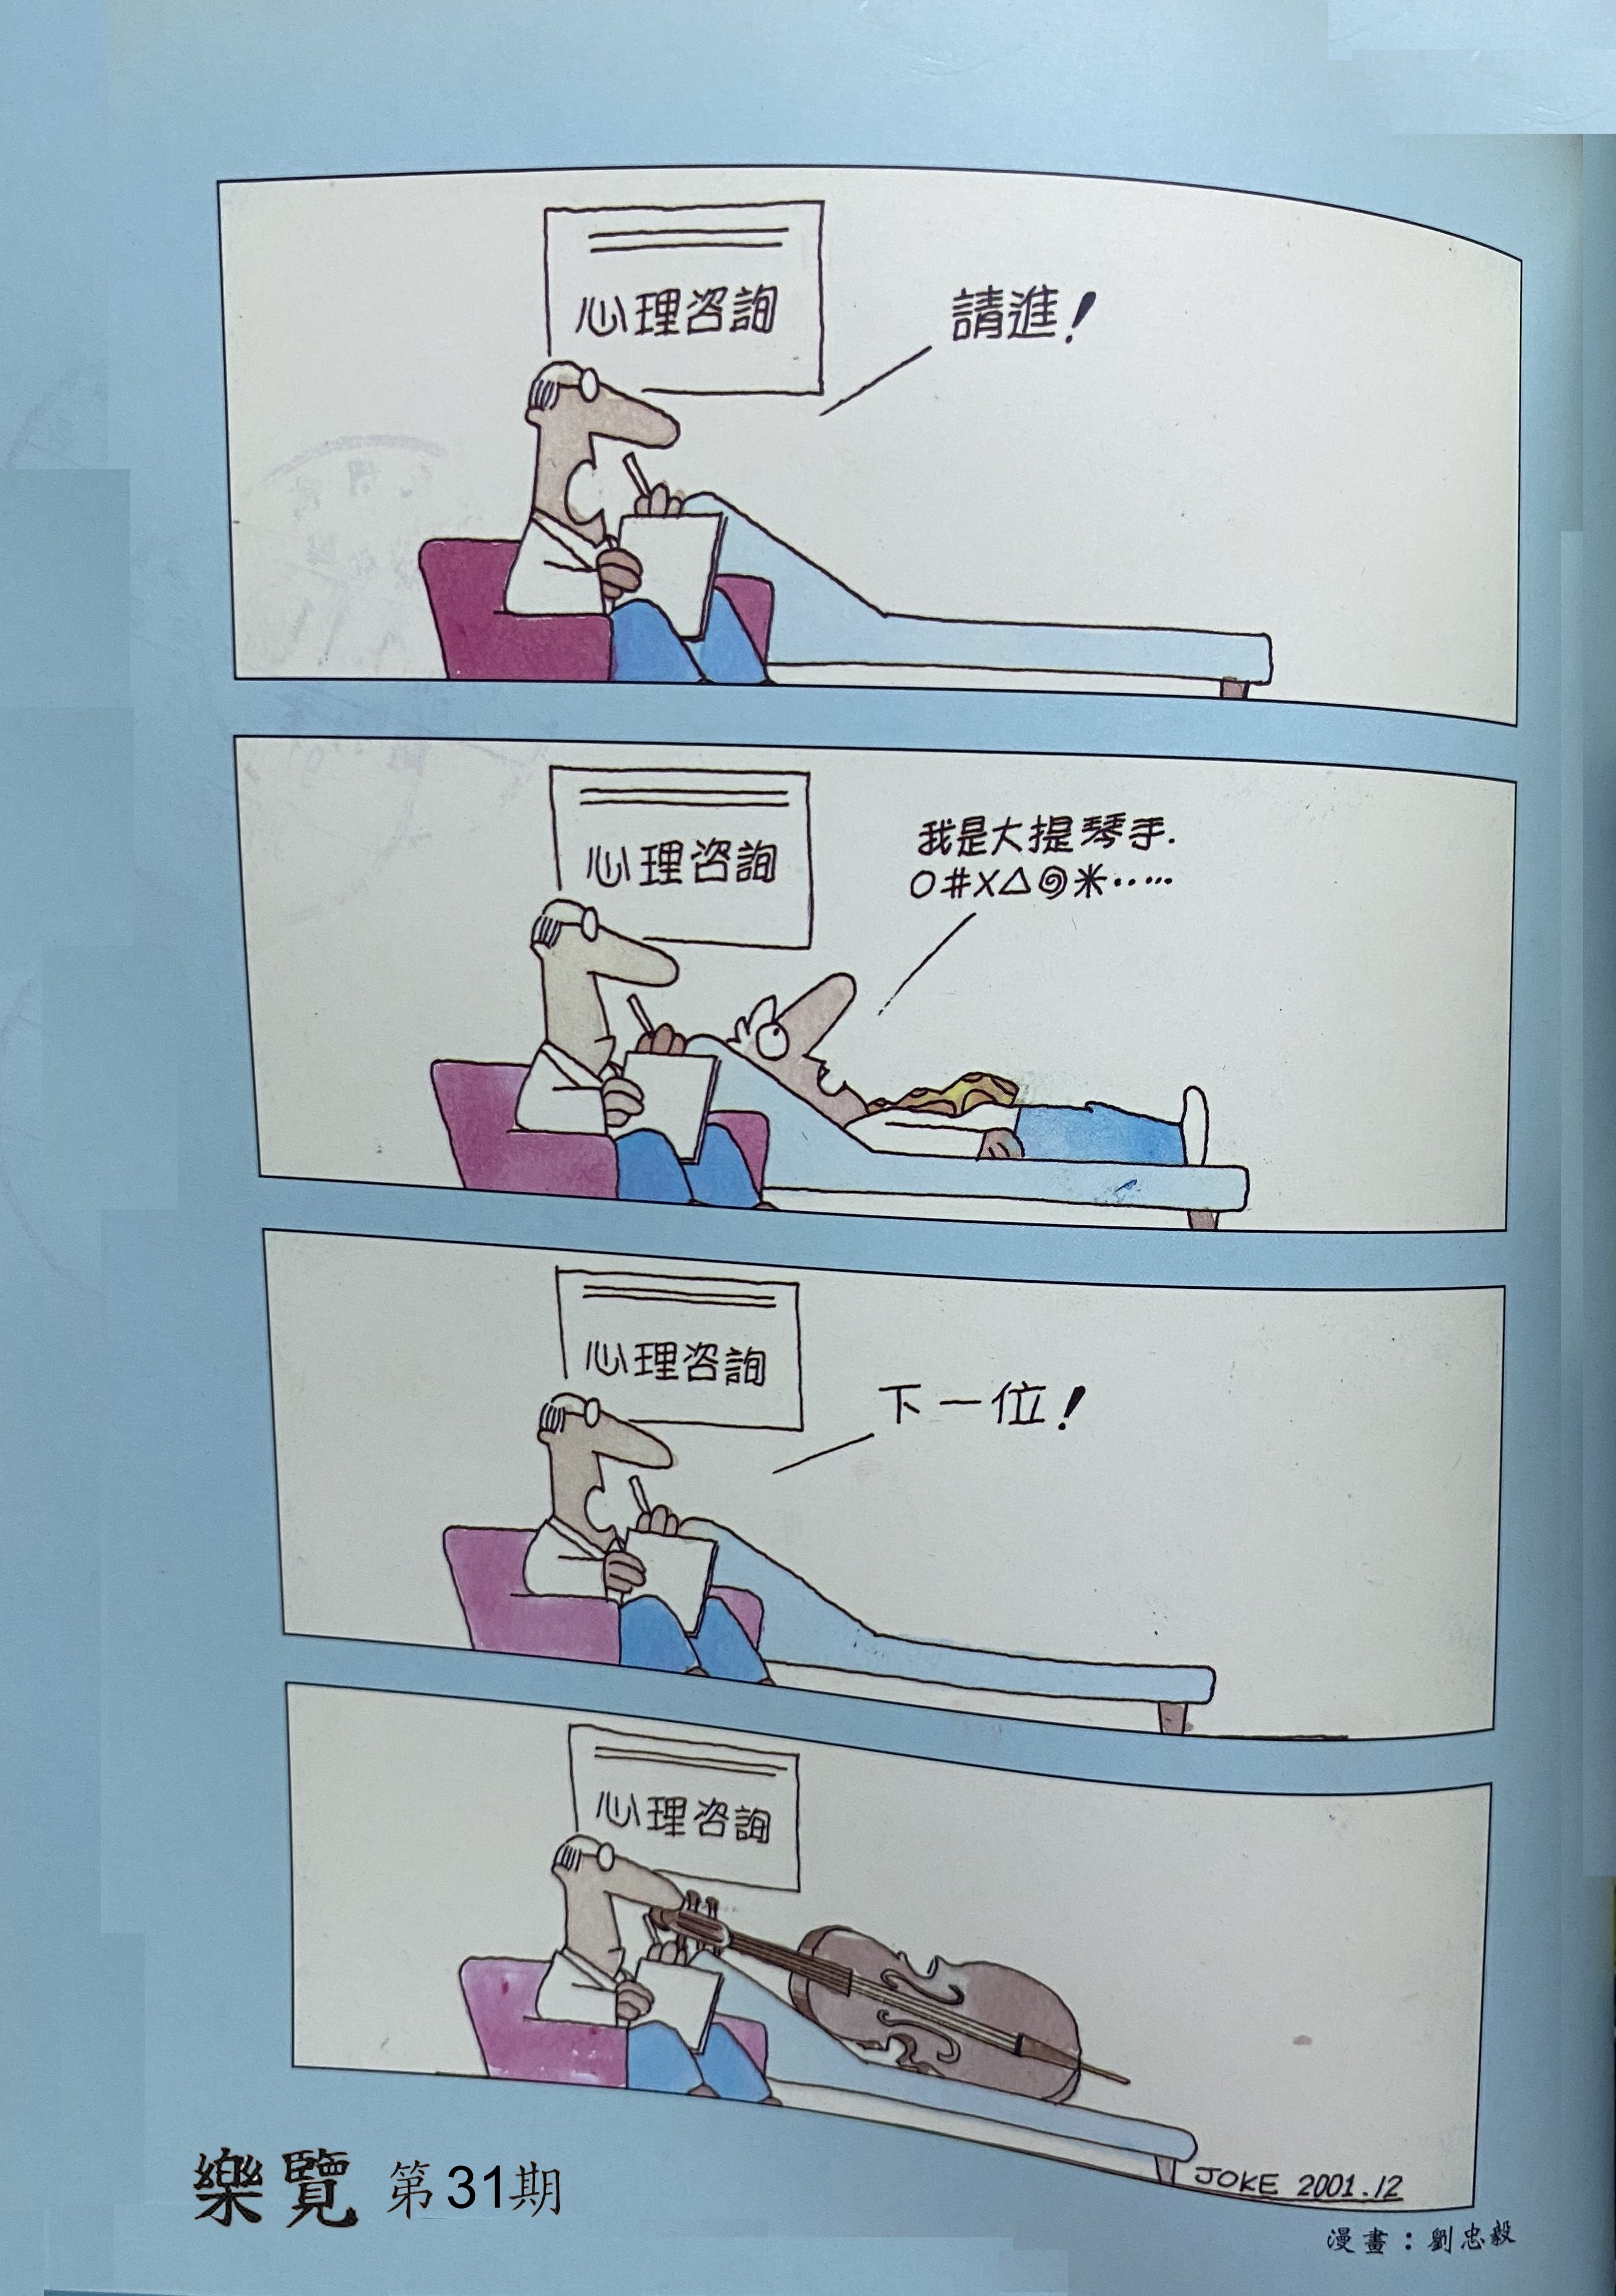 心理咨詢
請進!
心理咨詢
我是大提琴手.
O#X△◎米……
心理咨詢
下一位!
心理咨詢
JOKE 2001.12
樂覽 第31期
漫畫：劉忠毅